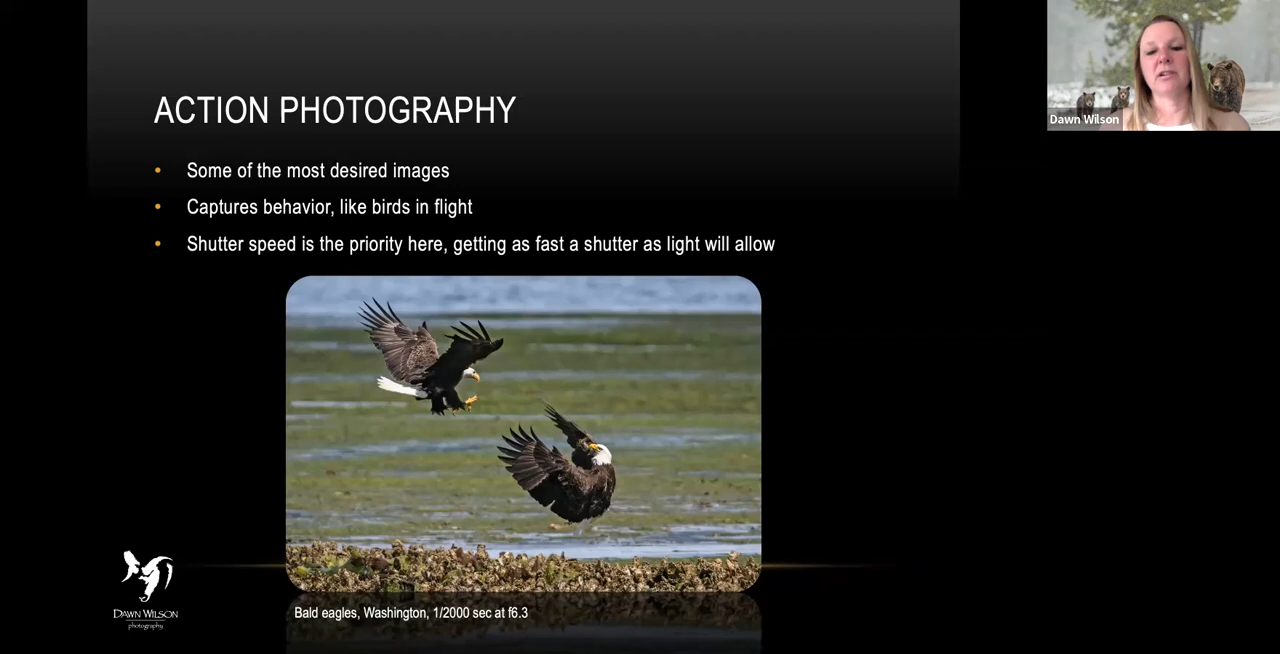 ACTION PHOTOGRAPHY
• Some of the most desired images
• Captures behavior, like birds in flight
• Shutter speed is the priority here, getting as fast a shutter as light will allow
Bald eagles, Washington, 1/2000 sec at f6.3
DAWN WILSON
photography
Dawn Wilson